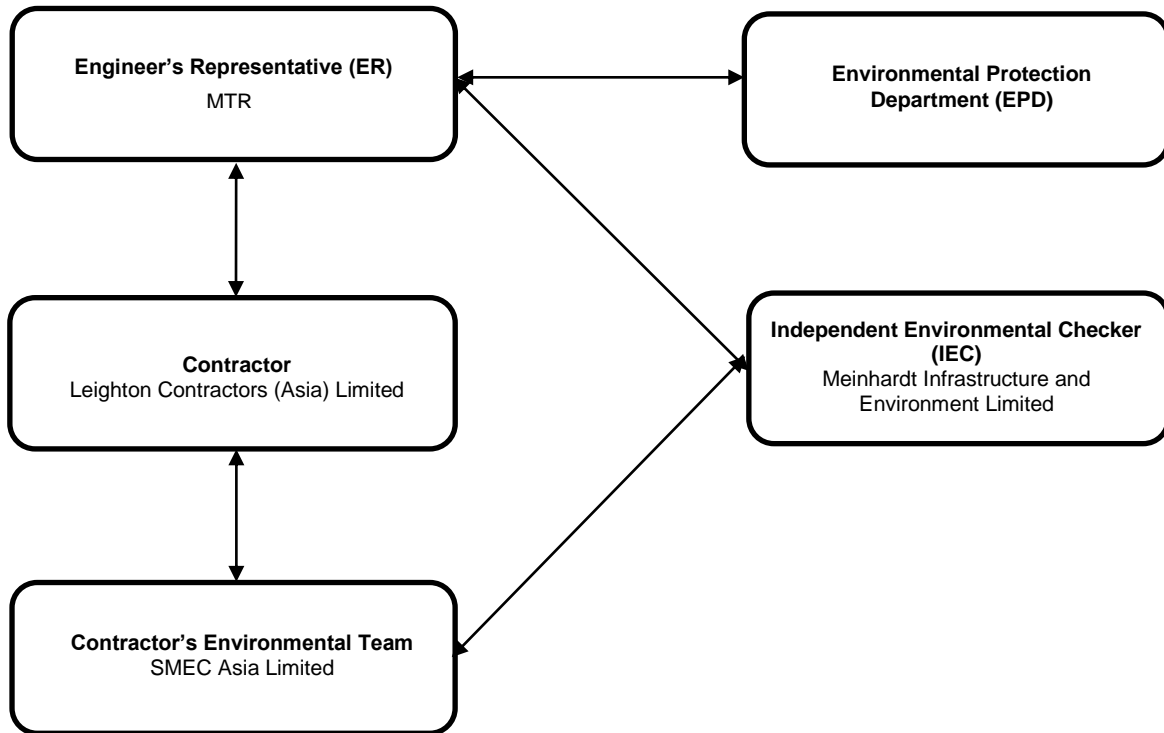 Engineer’s Representative (ER)
MTR
Environmental Protection
Department (EPD)
Contractor
Leighton Contractors (Asia) Limited
Independent Environmental Checker
(IEC)
Meinhardt Infrastructure and
Environment Limited
Contractor’s Environmental Team
SMEC Asia Limited